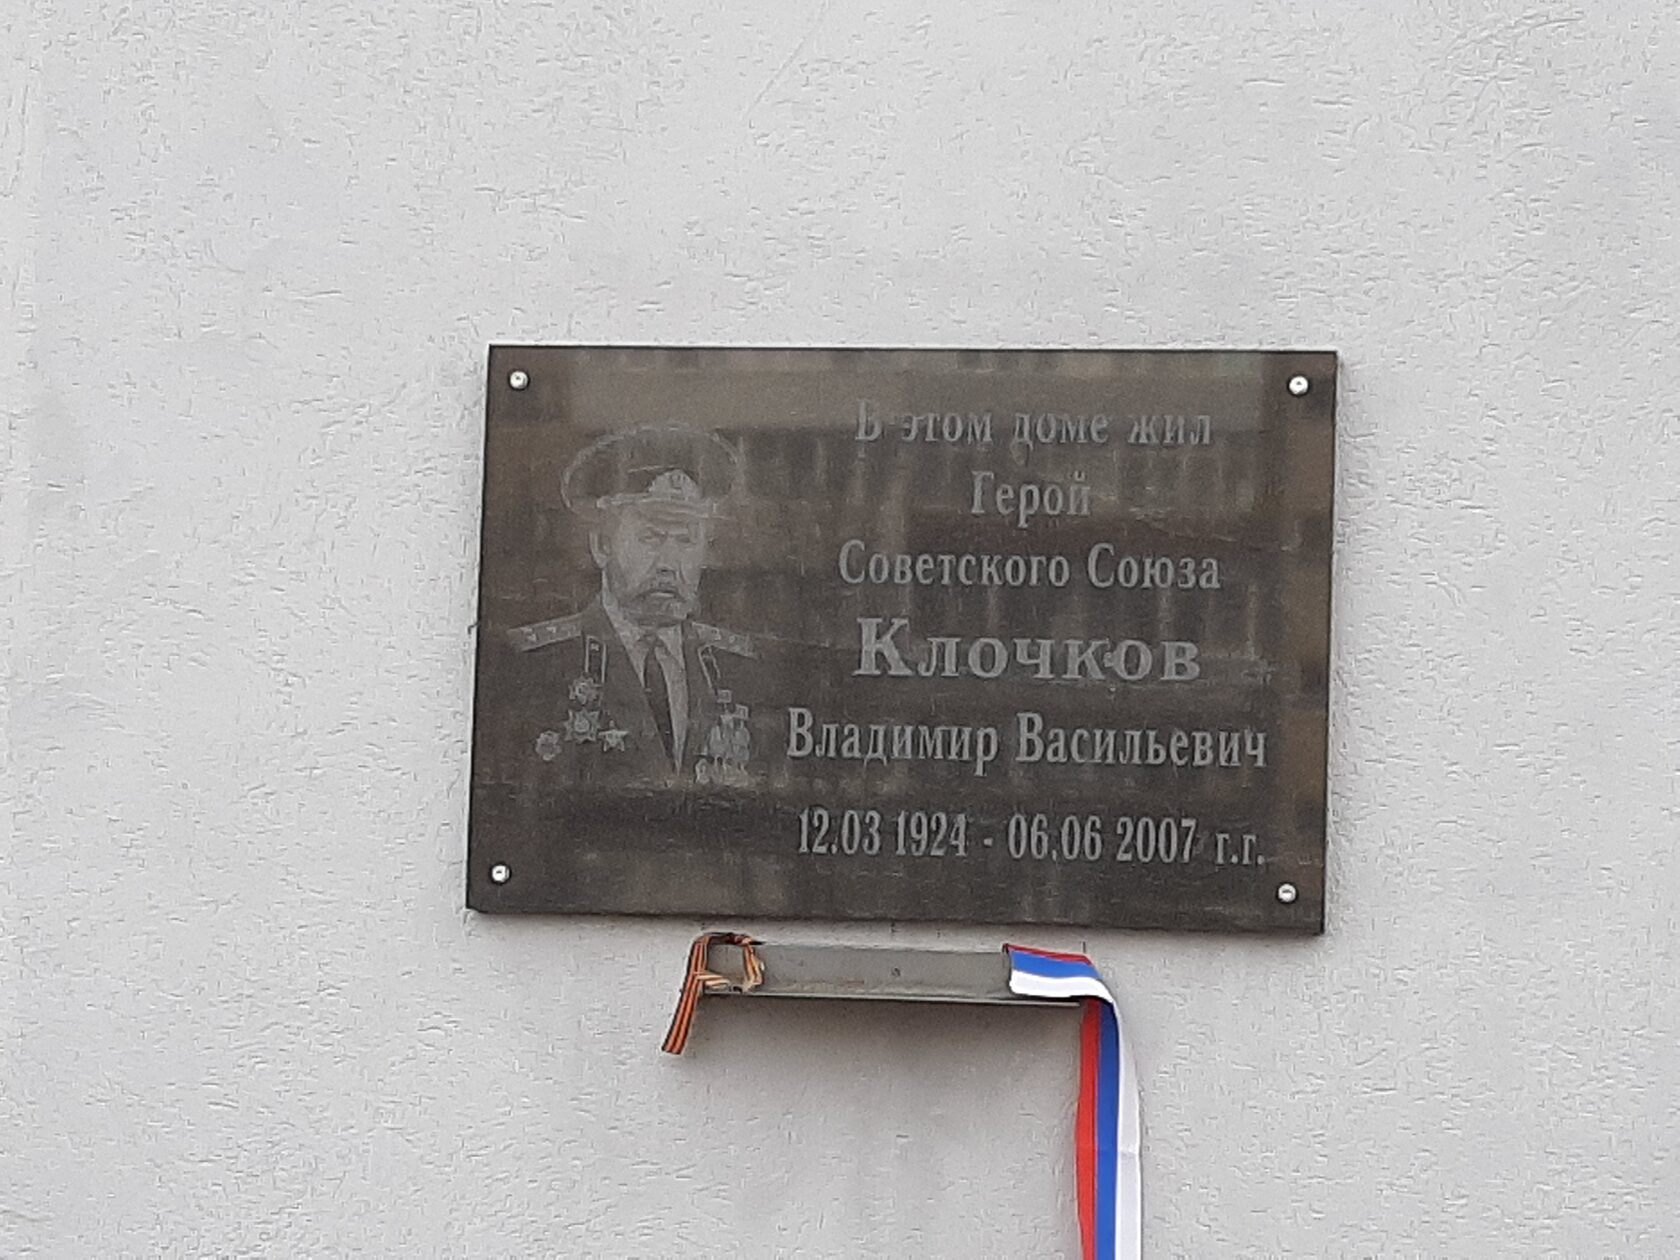 В этом доме жил
Герой
Советского Союза
Клочков
Владимир Васильевич
12.03 1924 - 06.06 2007 г.г.